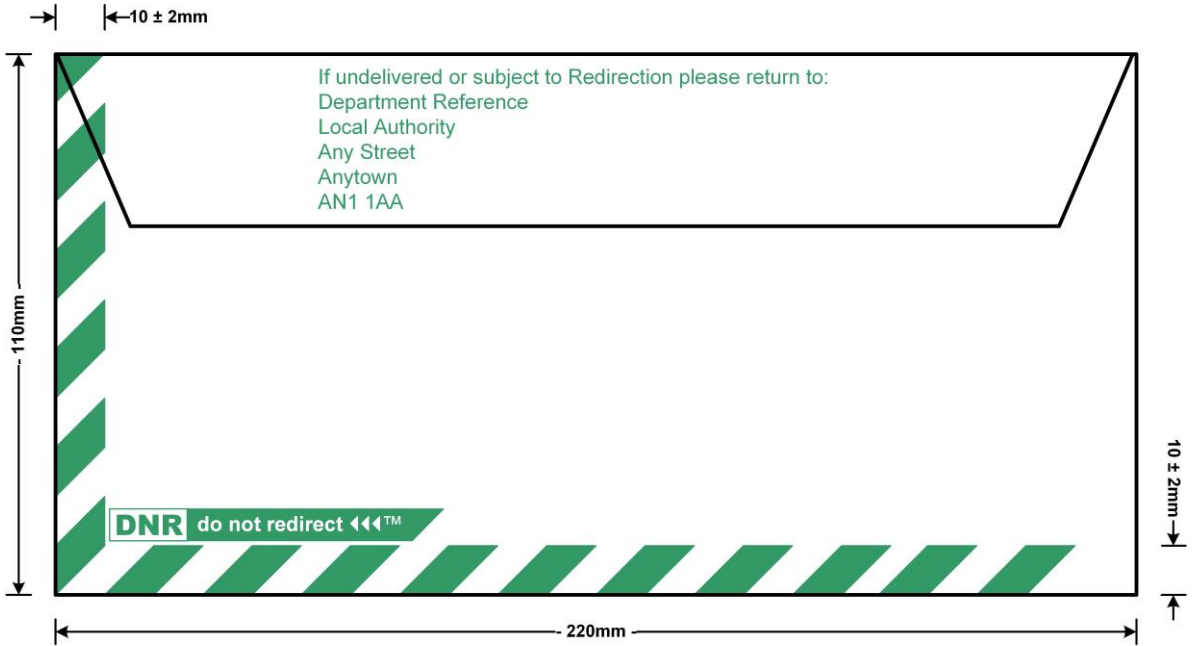 10 ± 2mm
If undelivered or subject to Redirection please return to:
Department Reference
Local Authority
Any Street
Anytown
AN1 1AA
- 110mm -
10 ± 2mm
DNR do not redirect ™
- 220mm -